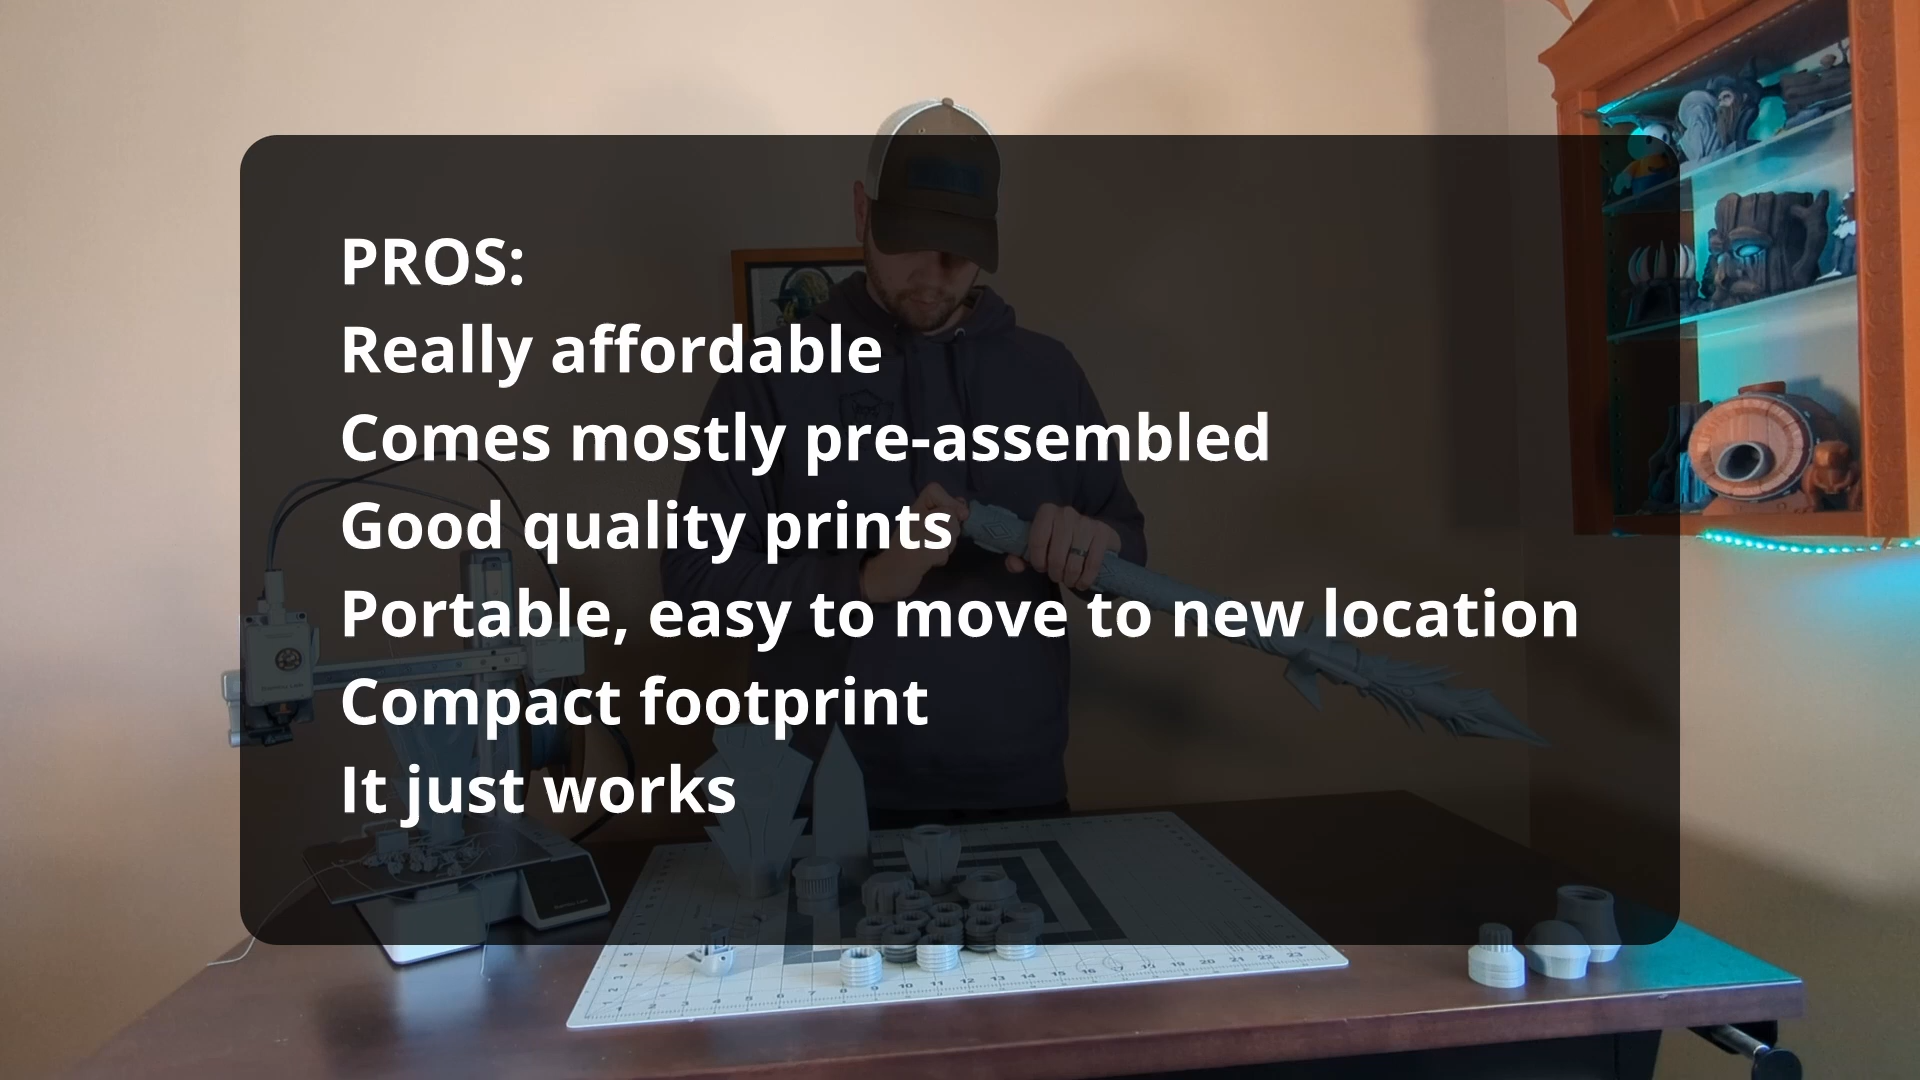 PROS:
Really affordable
Comes mostly pre-assembled
Good quality prints
Portable, easy to move to new location
Compact footprint
It just works